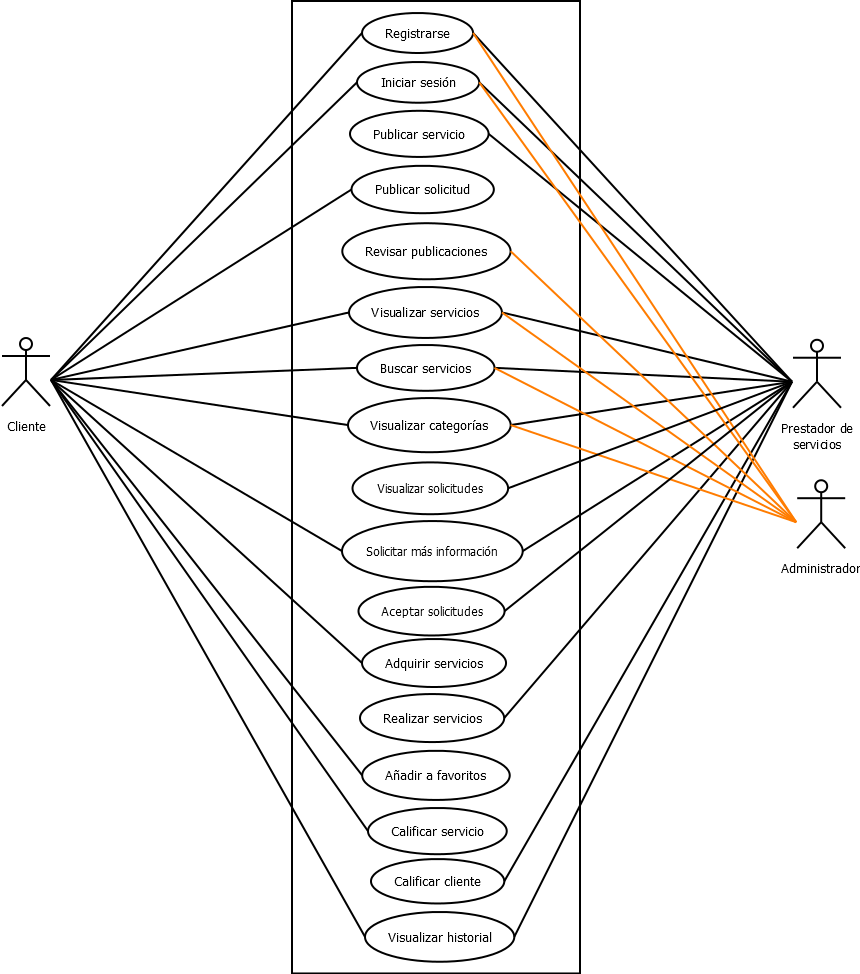 Registrarse
Iniciar sesión
Publicar servicio
Publicar solicitud
Revisar publicaciones
Visualizar servicios
Buscar servicios
Visualizar categorías
Visualizar solicitudes
Solicitar más información
Aceptar solicitudes
Adquirir servicios
Realizar servicios
Añadir a favoritos
Calificar servicio
Calificar cliente
Visualizar historial
Cliente
Prestador de
servicios
Administrador